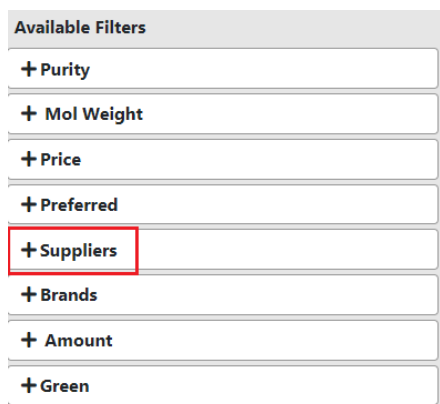 Available Filters
+ Purity
+ Mol Weight
+ Price
+ Preferred
+ Suppliers
+ Brands
+ Amount
+ Green